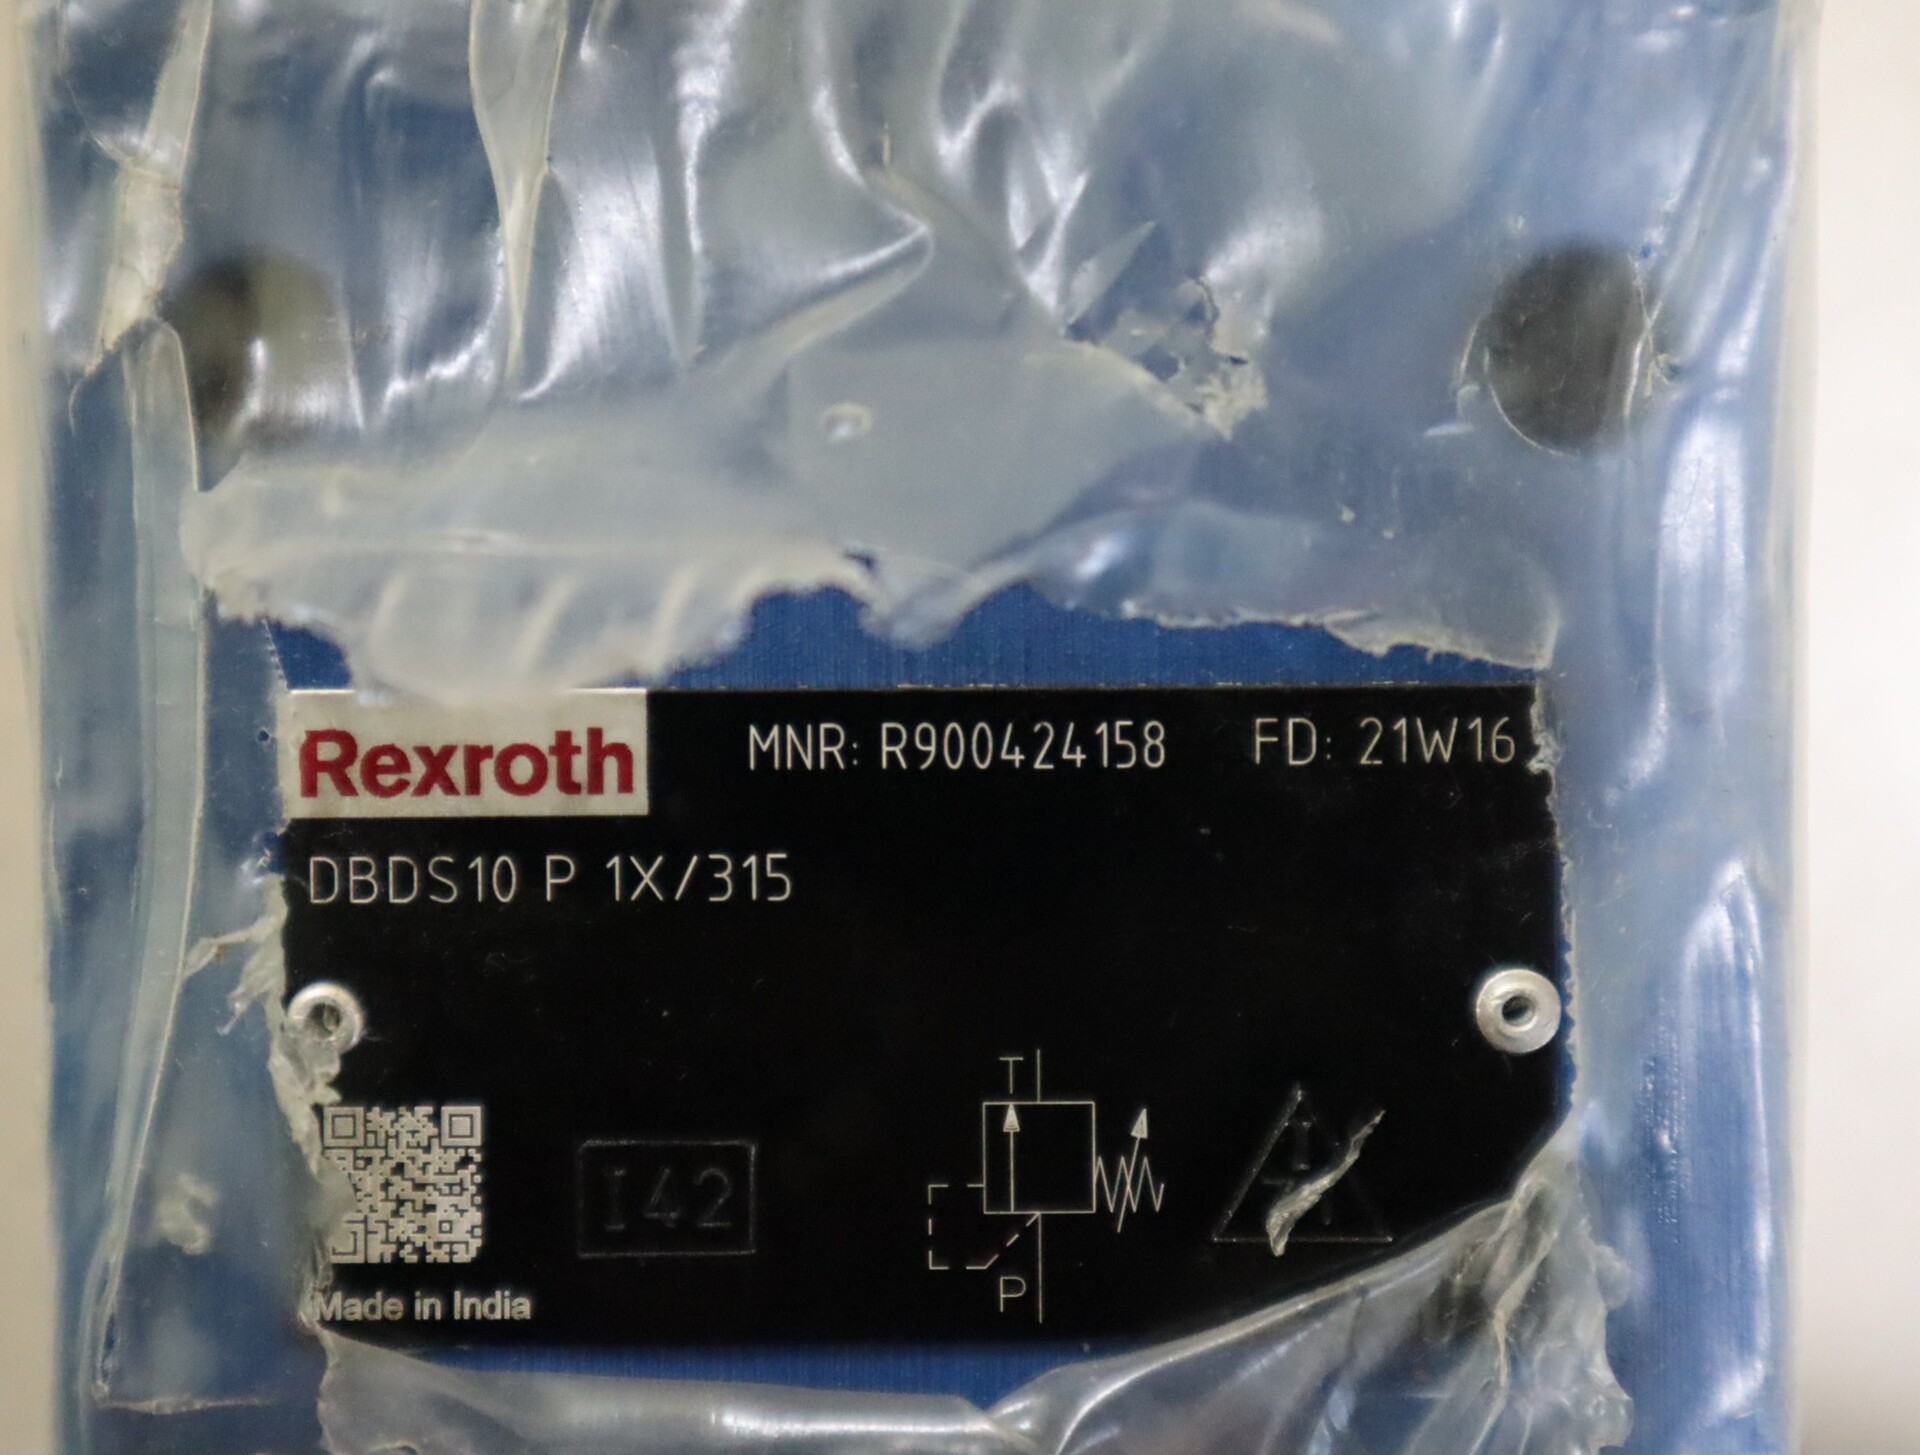 Rexroth MNR: R900424158 FD: 21W16
DBDS10 P 1X/315
T
I42
P
Made in India